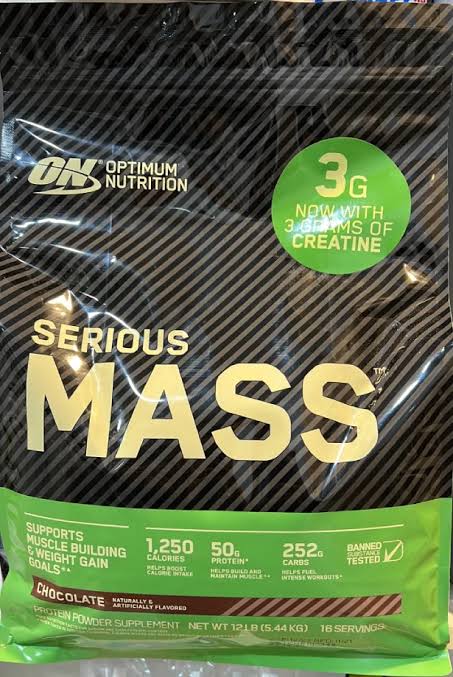 ON® OPTIMUM
NUTRITION
3G
NOW WITH
3 GRAMS OF
CREATINE
SERIOUS
MASS™
SUPPORTS
MUSCLE BUILDING
& WEIGHT GAIN
GOALS**
1,250
CALORIES
HELPS BOOST
CALORIE INTAKE
50G
PROTEIN*
HELPS BUILD AND
MAINTAIN MUSCLE**
252G
CARBS
HELPS FUEL
INTENSE WORKOUTS*
BANNED
SUBSTANCE
TESTED
CHOCOLATE NATURALLY &
ARTIFICIALLY FLAVORED
PROTEIN POWDER SUPPLEMENT NET WT 12 LB (5.44 KG) 16 SERVINGS